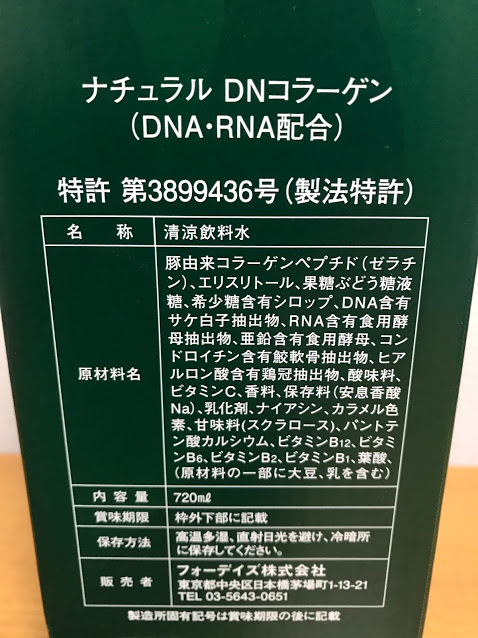 ナチュラル DNコラーゲン
(DNA・RNA配合)
特許 第3899436号(製法特許)
名 称 清涼飲料水
原材料名
豚由来コラーゲンペプチド(ゼラチ
ン)、エリスリトール、果糖ぶどう糖液
糖、希少糖含有シロップ、DNA含有
サケ白子抽出物、RNA含有食用酵
母抽出物、亜鉛含有食用酵母、コン
ドロイチン含有鮫軟骨抽出物、ヒア
ルロン酸含有鶏冠抽出物、酸味料、
ビタミンC、香料、保存料(安息香酸
Na)、乳化剤、ナイアシン、カラメル色
素、甘味料(スクラロース)、パントテ
ン酸カルシウム、ビタミンB12、ビタミ
ンB6、ビタミンB2、ビタミンB1、葉酸、
(原材料の一部に大豆、乳を含む)
内容量 720mℓ
賞味期限 枠外下部に記載
保存方法 高温多湿、直射日光を避け、冷暗所
に保存してください。
販売者 フォーデイズ株式会社
東京都中央区日本橋茅場町1-13-21
TEL 03-5643-0651
製造所固有記号は賞味期限の後に記載